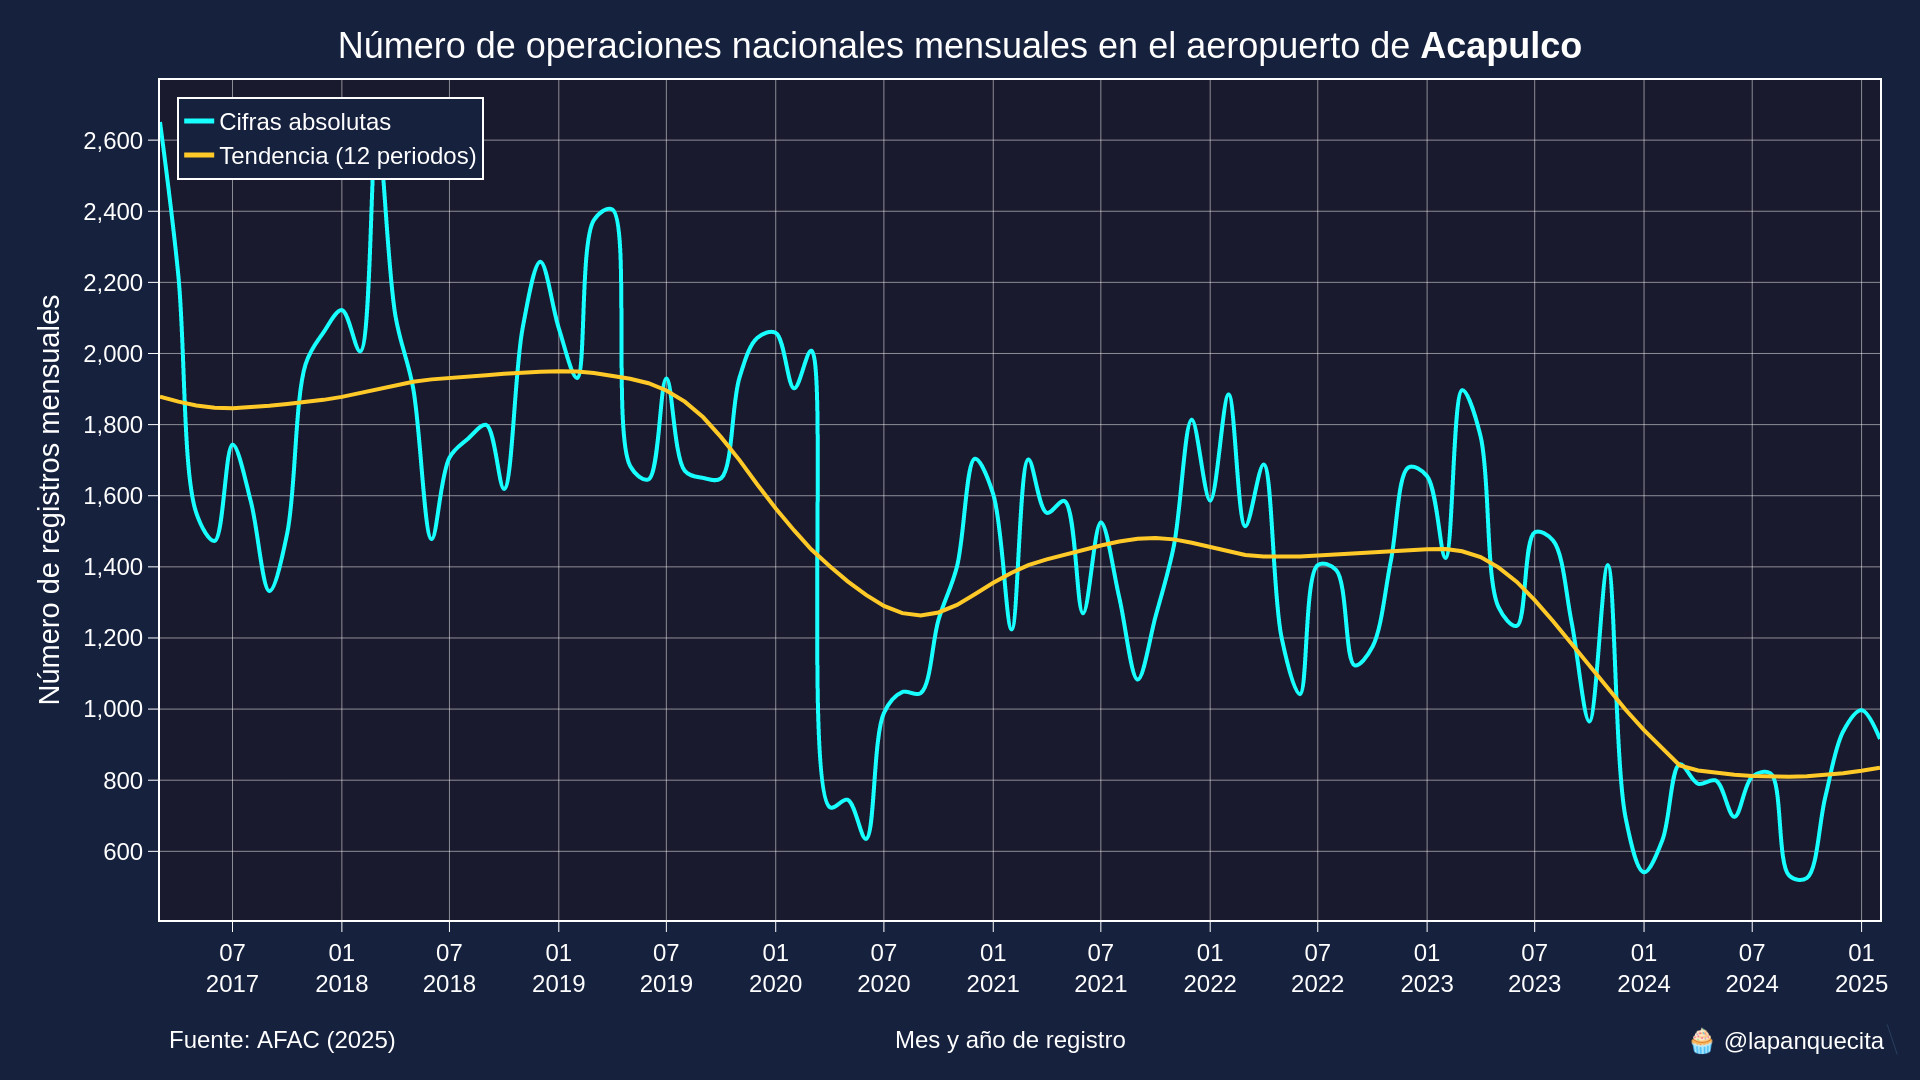 Número de operaciones nacionales mensuales en el aeropuerto de Acapulco
Cifras absolutas
Tendencia (12 periodos)
Número de registros mensuales
2,600
2,400
2,200
2,000
1,800
1,600
1,400
1,200
1,000
800
600
07 01 07 01 07 01 07 01 07 01 07 01 07 01 07 01
2017 2018 2018 2019 2019 2020 2020 2021 2021 2022 2022 2023 2023 2024 2024 2025
Fuente: AFAC (2025)
Mes y año de registro
🧁 @lapanquecita